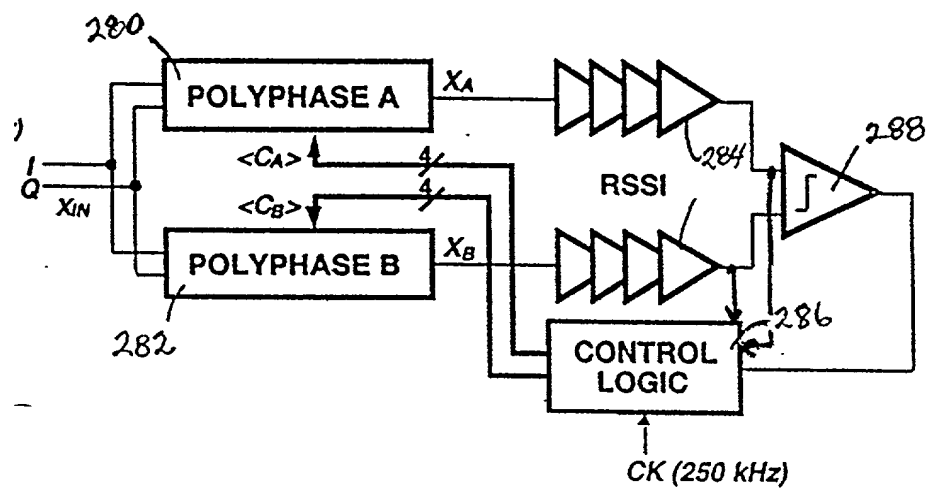 280
POLYPHASE A
XA
)
I
Q
XIN
<CA>
4
284
288
RSSI
<CB>
4
POLYPHASE B
XB
282
286
CONTROL
LOGIC
CK (250 kHz)